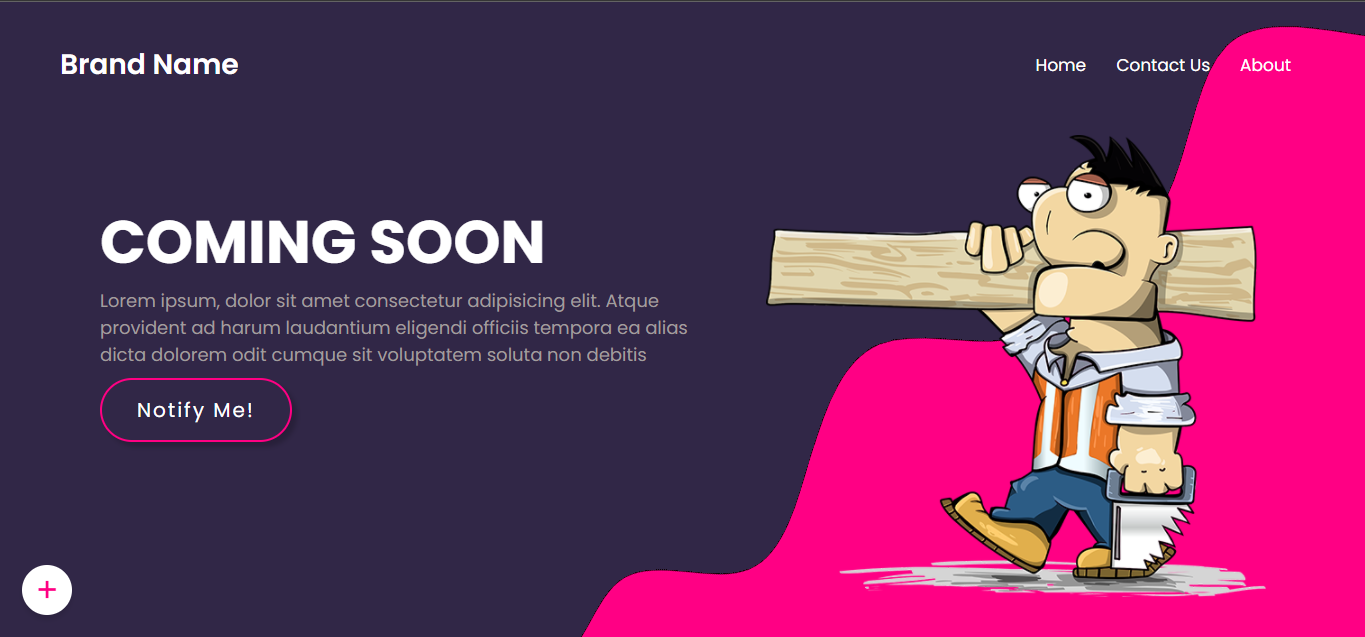 Brand Name
Home Contact Us About
COMING SOON
Lorem ipsum, dolor sit amet consectetur adipisicing elit. Atque
provident ad harum laudantium eligendi officiis tempora ea alias
dicta dolorem odit cumque sit voluptatem soluta non debitis
Notify Me!
+